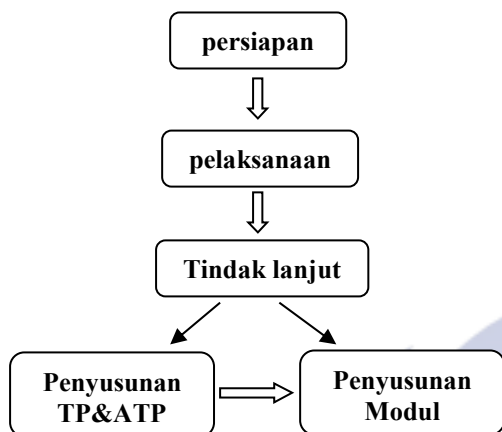 persiapan
pelaksanaan
Tindak lanjut
Penyusunan
TP&ATP
Penyusunan
Modul